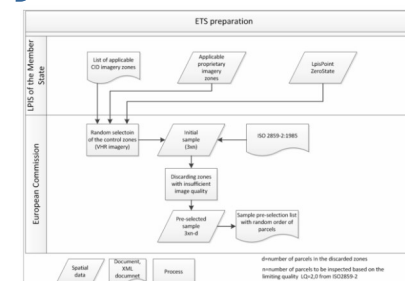 ETS preparation
LPIS of the Member
State
List of applicable
CID Imagery zones
Applicable
proprietary
imagery
zones
LpisPoint
ZeroState
European Commission
Random selection
of the control zones
(VHR imagery)
Initial
sample
(3xn)
ISO 2859-2:1985
Discarding zones
with insufficient
image quality
Pre-selected
sample
3xn-d
Sample pre-selection list
with random order of
parcels
Spatial
data
Document,
XML
documnet
Process
d=number of parcels in the discarded zones
n=number of parcels to be inspected based on the
limiting quality LQ=2,0 from ISO2859-2